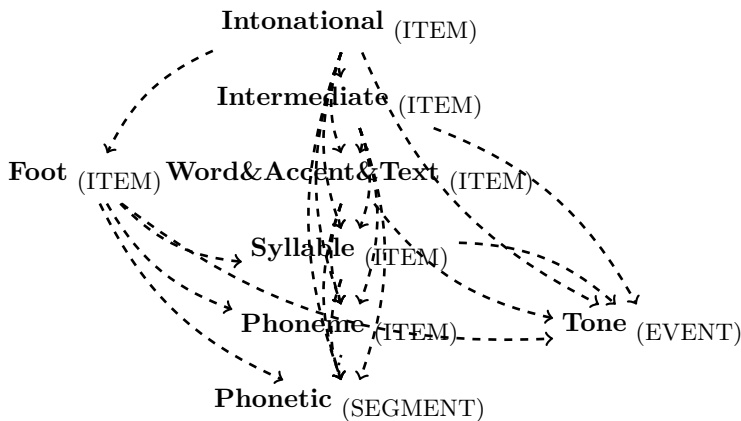 Intonational (ITEM)
Intermediate (ITEM)
Foot (ITEM) Word&Accent&Text (ITEM)
Syllable (ITEM)
Phoneme (ITEM) Tone (EVENT)
Phonetic (SEGMENT)